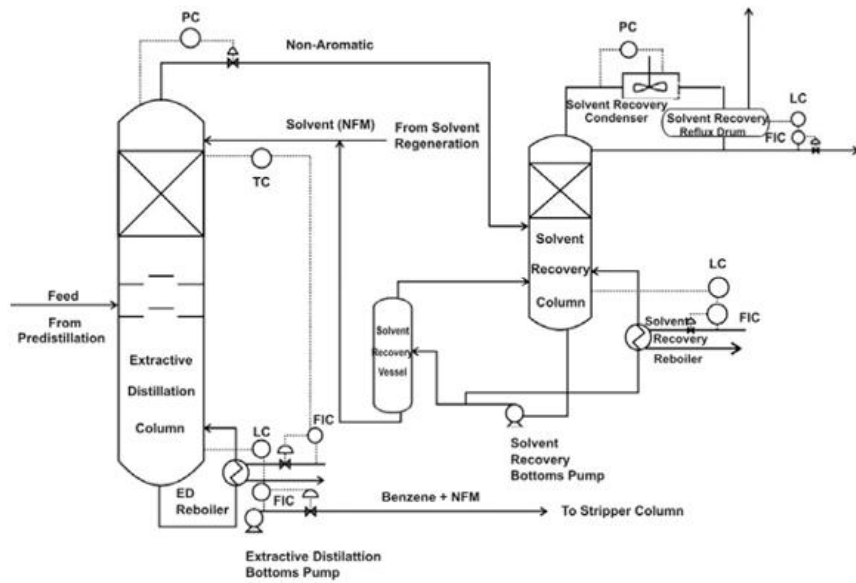 PC
Non-Aromatic
Solvent (NFM)
From Solvent
Regeneration
TC
Feed
From
Predistillation
Extractive
Distillation
Column
LC
FIC
ED
Reboiler
FIC
Benzene + NFM
To Stripper Column
Extractive Distilattion
Bottoms Pump
PC
Solvent Recovery
Condenser
Solvent Recovery
Reflux Drum
LC
FIC
Solvent
Recovery
Column
LC
FIC
Solvent
Recovery
Reboiler
Solvent
Recovery
Vessel
Solvent
Recovery
Bottoms Pump